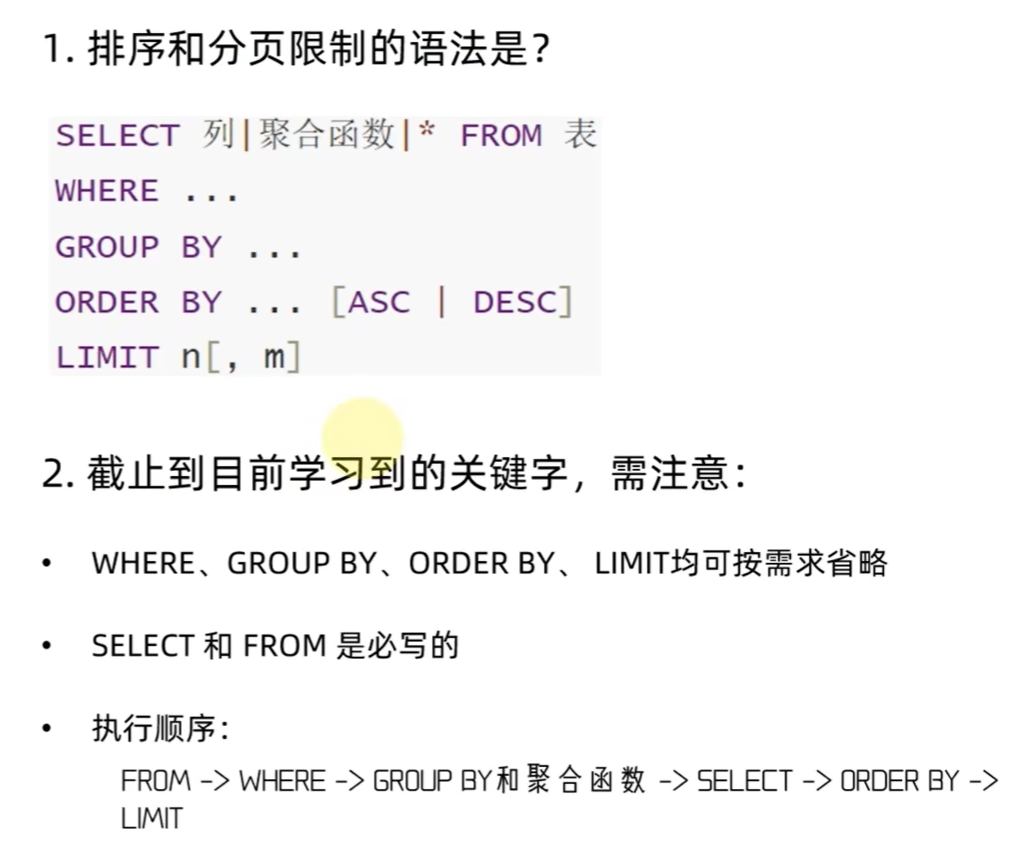 1. 排序和分页限制的语法是？
SELECT 列|聚合函数|* FROM 表
WHERE ...
GROUP BY ...
ORDER BY ... [ASC | DESC]
LIMIT n[, m]
2. 截止到目前学习到的关键字，需注意：
• WHERE、GROUP BY、ORDER BY、 LIMIT均可按需求省略
• SELECT 和 FROM 是必写的
• 执行顺序：
FROM -> WHERE -> GROUP BY和聚合函数 -> SELECT -> ORDER BY ->
LIMIT